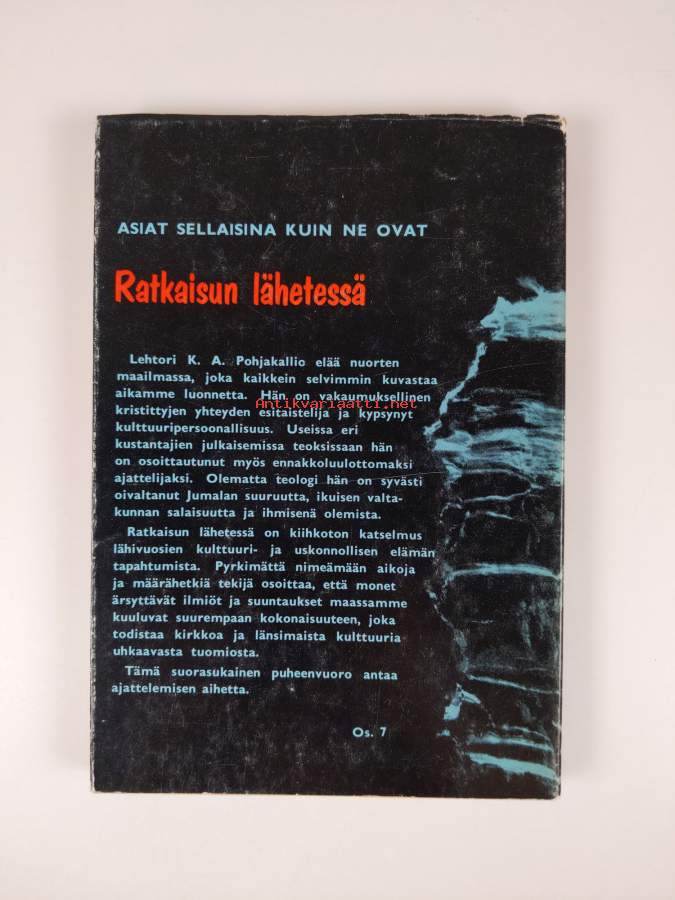 ASIAT SELLAISINA KUIN NE OVAT
Ratkaisun lähetessä
Lehtori K. A. Pohjakallio elää nuorten
maailmassa, joka kaikkein selvimmin kuvastaa
aikamme luonnetta. Hän on vakaumuksellinen
Antikvariaatti.net
kristittyjen yhteyden esitaistelija ja kypsynyt
kulttuuripersoonallisuus. Useissa eri
kustantajien julkaisemissa teoksissaan hän
on osoittautunut myös ennakkoluulottomaksi
ajattelijaksi. Olematta teologi hän on syvästi
oivaltanut Jumalan suuruutta, ikuisen valta-
kunnan salaisuutta ja ihmisenä olemista.
Ratkaisun lähetessä on kiihkoton katselmus
lähivuosien kulttuuri- ja uskonnollisen elämän
tapahtumista. Pyrkimättä nimeämään aikoja
ja määrähetkiä tekijä osoittaa, että monet
ärsyttävät ilmiöt ja suuntaukset maassamme
kuuluvat suurempaan kokonaisuuteen, joka
todistaa kirkkoa ja länsimaista kulttuuria
uhkaavasta tuomiosta.
Tämä suorasukainen puheenvuoro antaa
ajattelemisen aihetta.
Os. 7